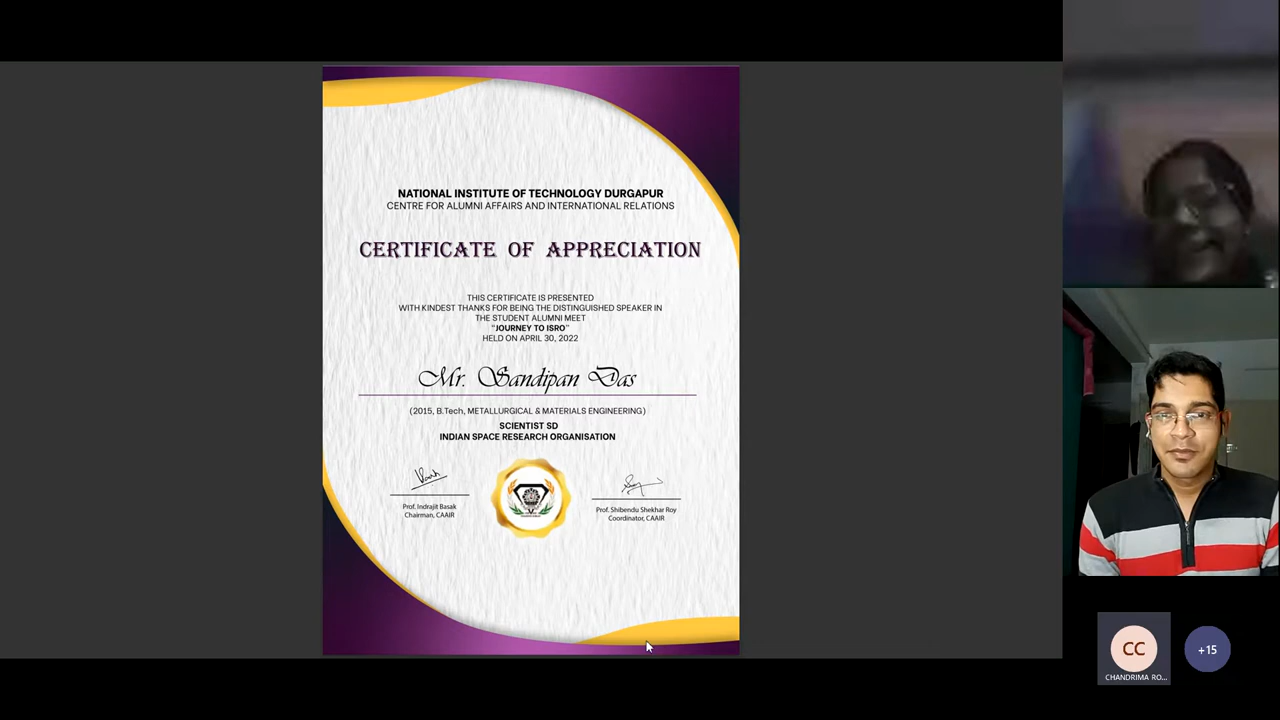 NATIONAL INSTITUTE OF TECHNOLOGY DURGAPUR
CENTRE FOR ALUMNI AFFAIRS AND INTERNATIONAL RELATIONS
CERTIFICATE OF APPRECIATION
THIS CERTIFICATE IS PRESENTED
WITH KINDEST THANKS FOR BEING THE DISTINGUISHED SPEAKER IN
THE STUDENT ALUMNI MEET
"JOURNEY TO ISRO"
HELD ON APRIL 30, 2022
Mr. Sandipan Das
(2015, B.Tech, METALLURGICAL & MATERIALS ENGINEERING)
SCIENTIST SD
INDIAN SPACE RESEARCH ORGANISATION
Prof. Indrajit Basak
Chairman, CAAIR
Prof. Shibendu Shekhar Roy
Coordinator, CAAIR
CC
CHANDRIMA RO...
+15